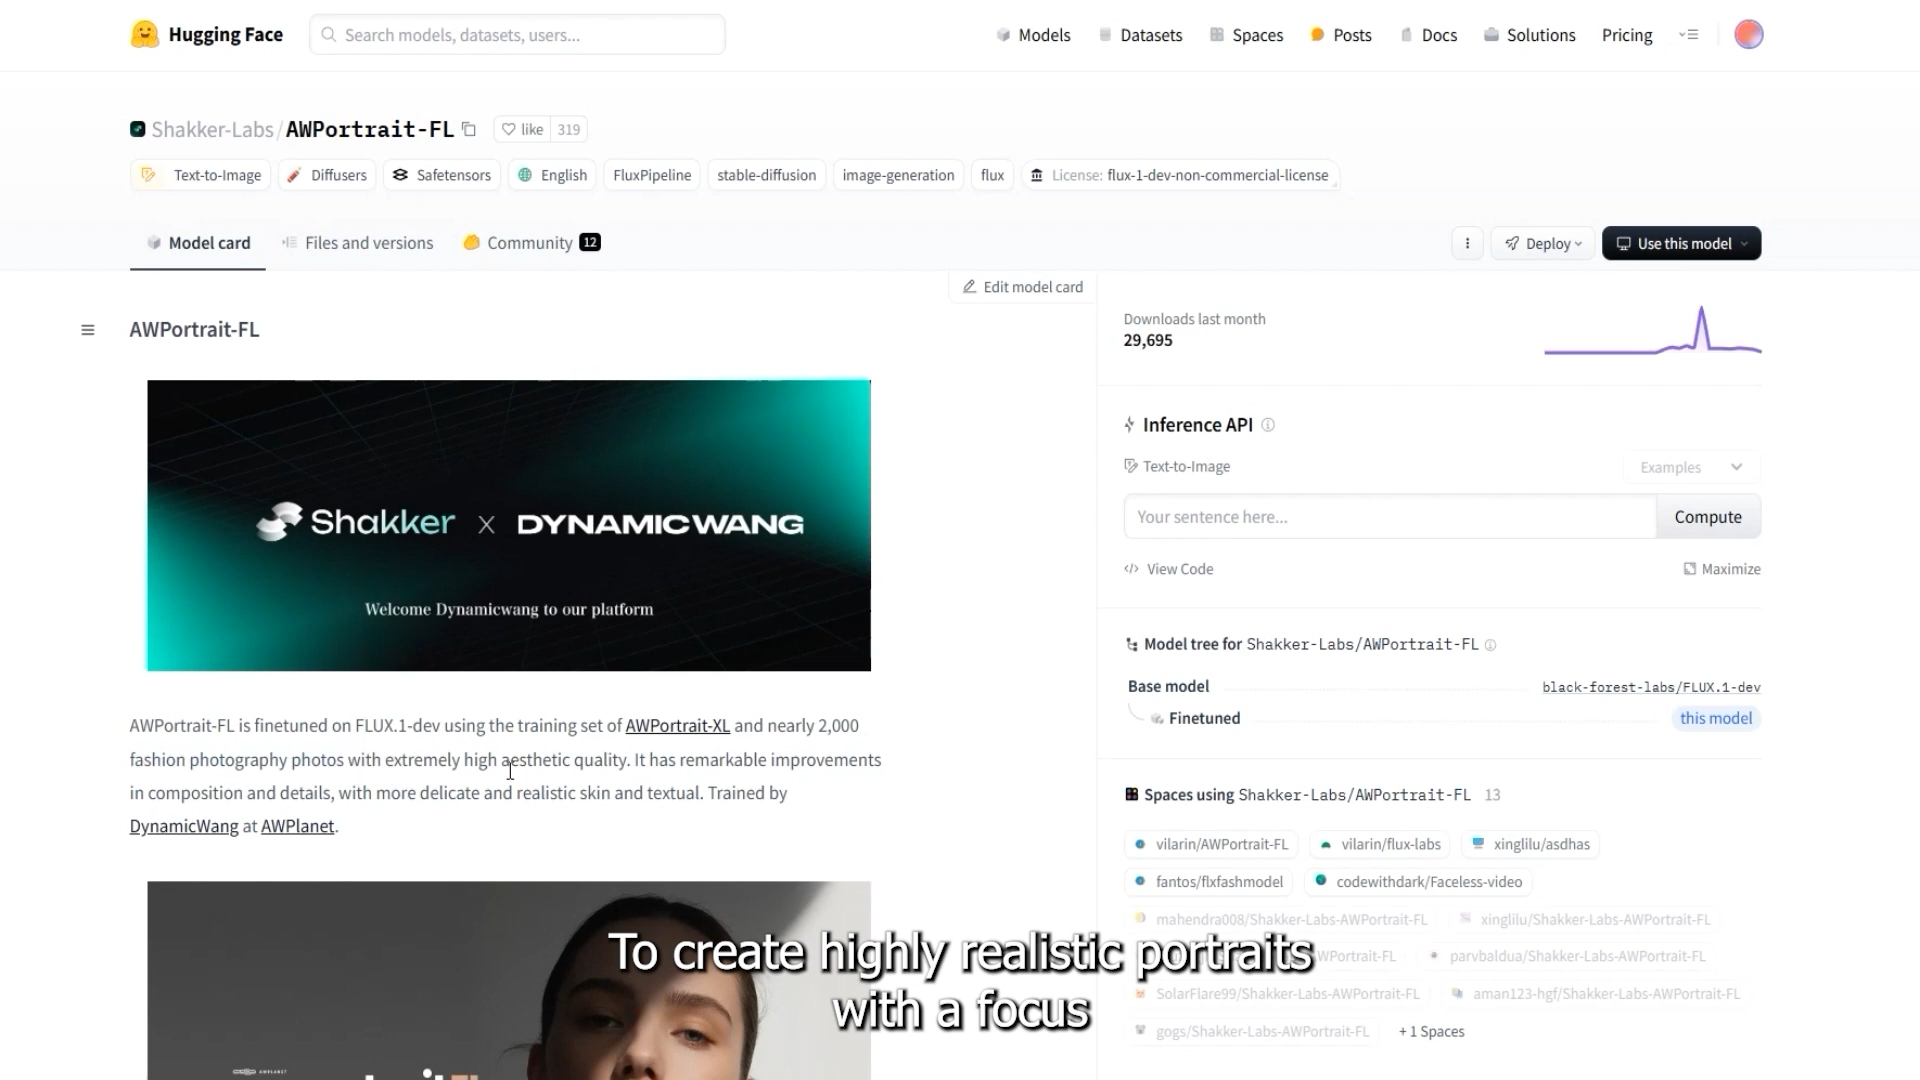 Hugging Face
Search models, datasets, users...
Models
Datasets
Spaces
Posts
Docs
Solutions
Pricing
Shakker-Labs/AWPortrait-FL
like 319
Text-to-Image
Diffusers
Safetensors
English
FluxPipeline
stable-diffusion
image-generation
flux
License: flux-1-dev-non-commercial-license
Model card
Files and versions
Community 12
Deploy
Use this model
Edit model card
AWPortrait-FL
Shakker X DYNAMICWANG
Welcome Dynamicwang to our platform
AWPortrait-FL is finetuned on FLUX.1-dev using the training set of AWPortrait-XL and nearly 2,000
fashion photography photos with extremely high aesthetic quality. It has remarkable improvements
in composition and details, with more delicate and realistic skin and textual. Trained by
DynamicWang at AWPlanet.
Downloads last month
29,695
Inference API
Text-to-Image
Examples
Your sentence here...
Compute
View Code
Maximize
Model tree for Shakker-Labs/AWPortrait-FL
Base model
black-forest-labs/FLUX.1-dev
Finetuned
this model
Spaces using Shakker-Labs/AWPortrait-FL 13
vilarin/AWPortrait-FL
vilarin/flux-labs
xinglilu/asdhas
fantos/flxfashmodel
codewithdark/Faceless-video
mahendra008/Shakker-Labs-AWPortrait-FL
xinglilu/Shakker-Labs-AWPortrait-FL
parvbaldua/Shakker-Labs-AWPortrait-FL
SolarFlare99/Shakker-Labs-AWPortrait-FL
aman123-hgf/Shakker-Labs-AWPortrait-FL
gogs/Shakker-Labs-AWPortrait-FL
+ 1 Spaces
To create highly realistic portraits
with a focus